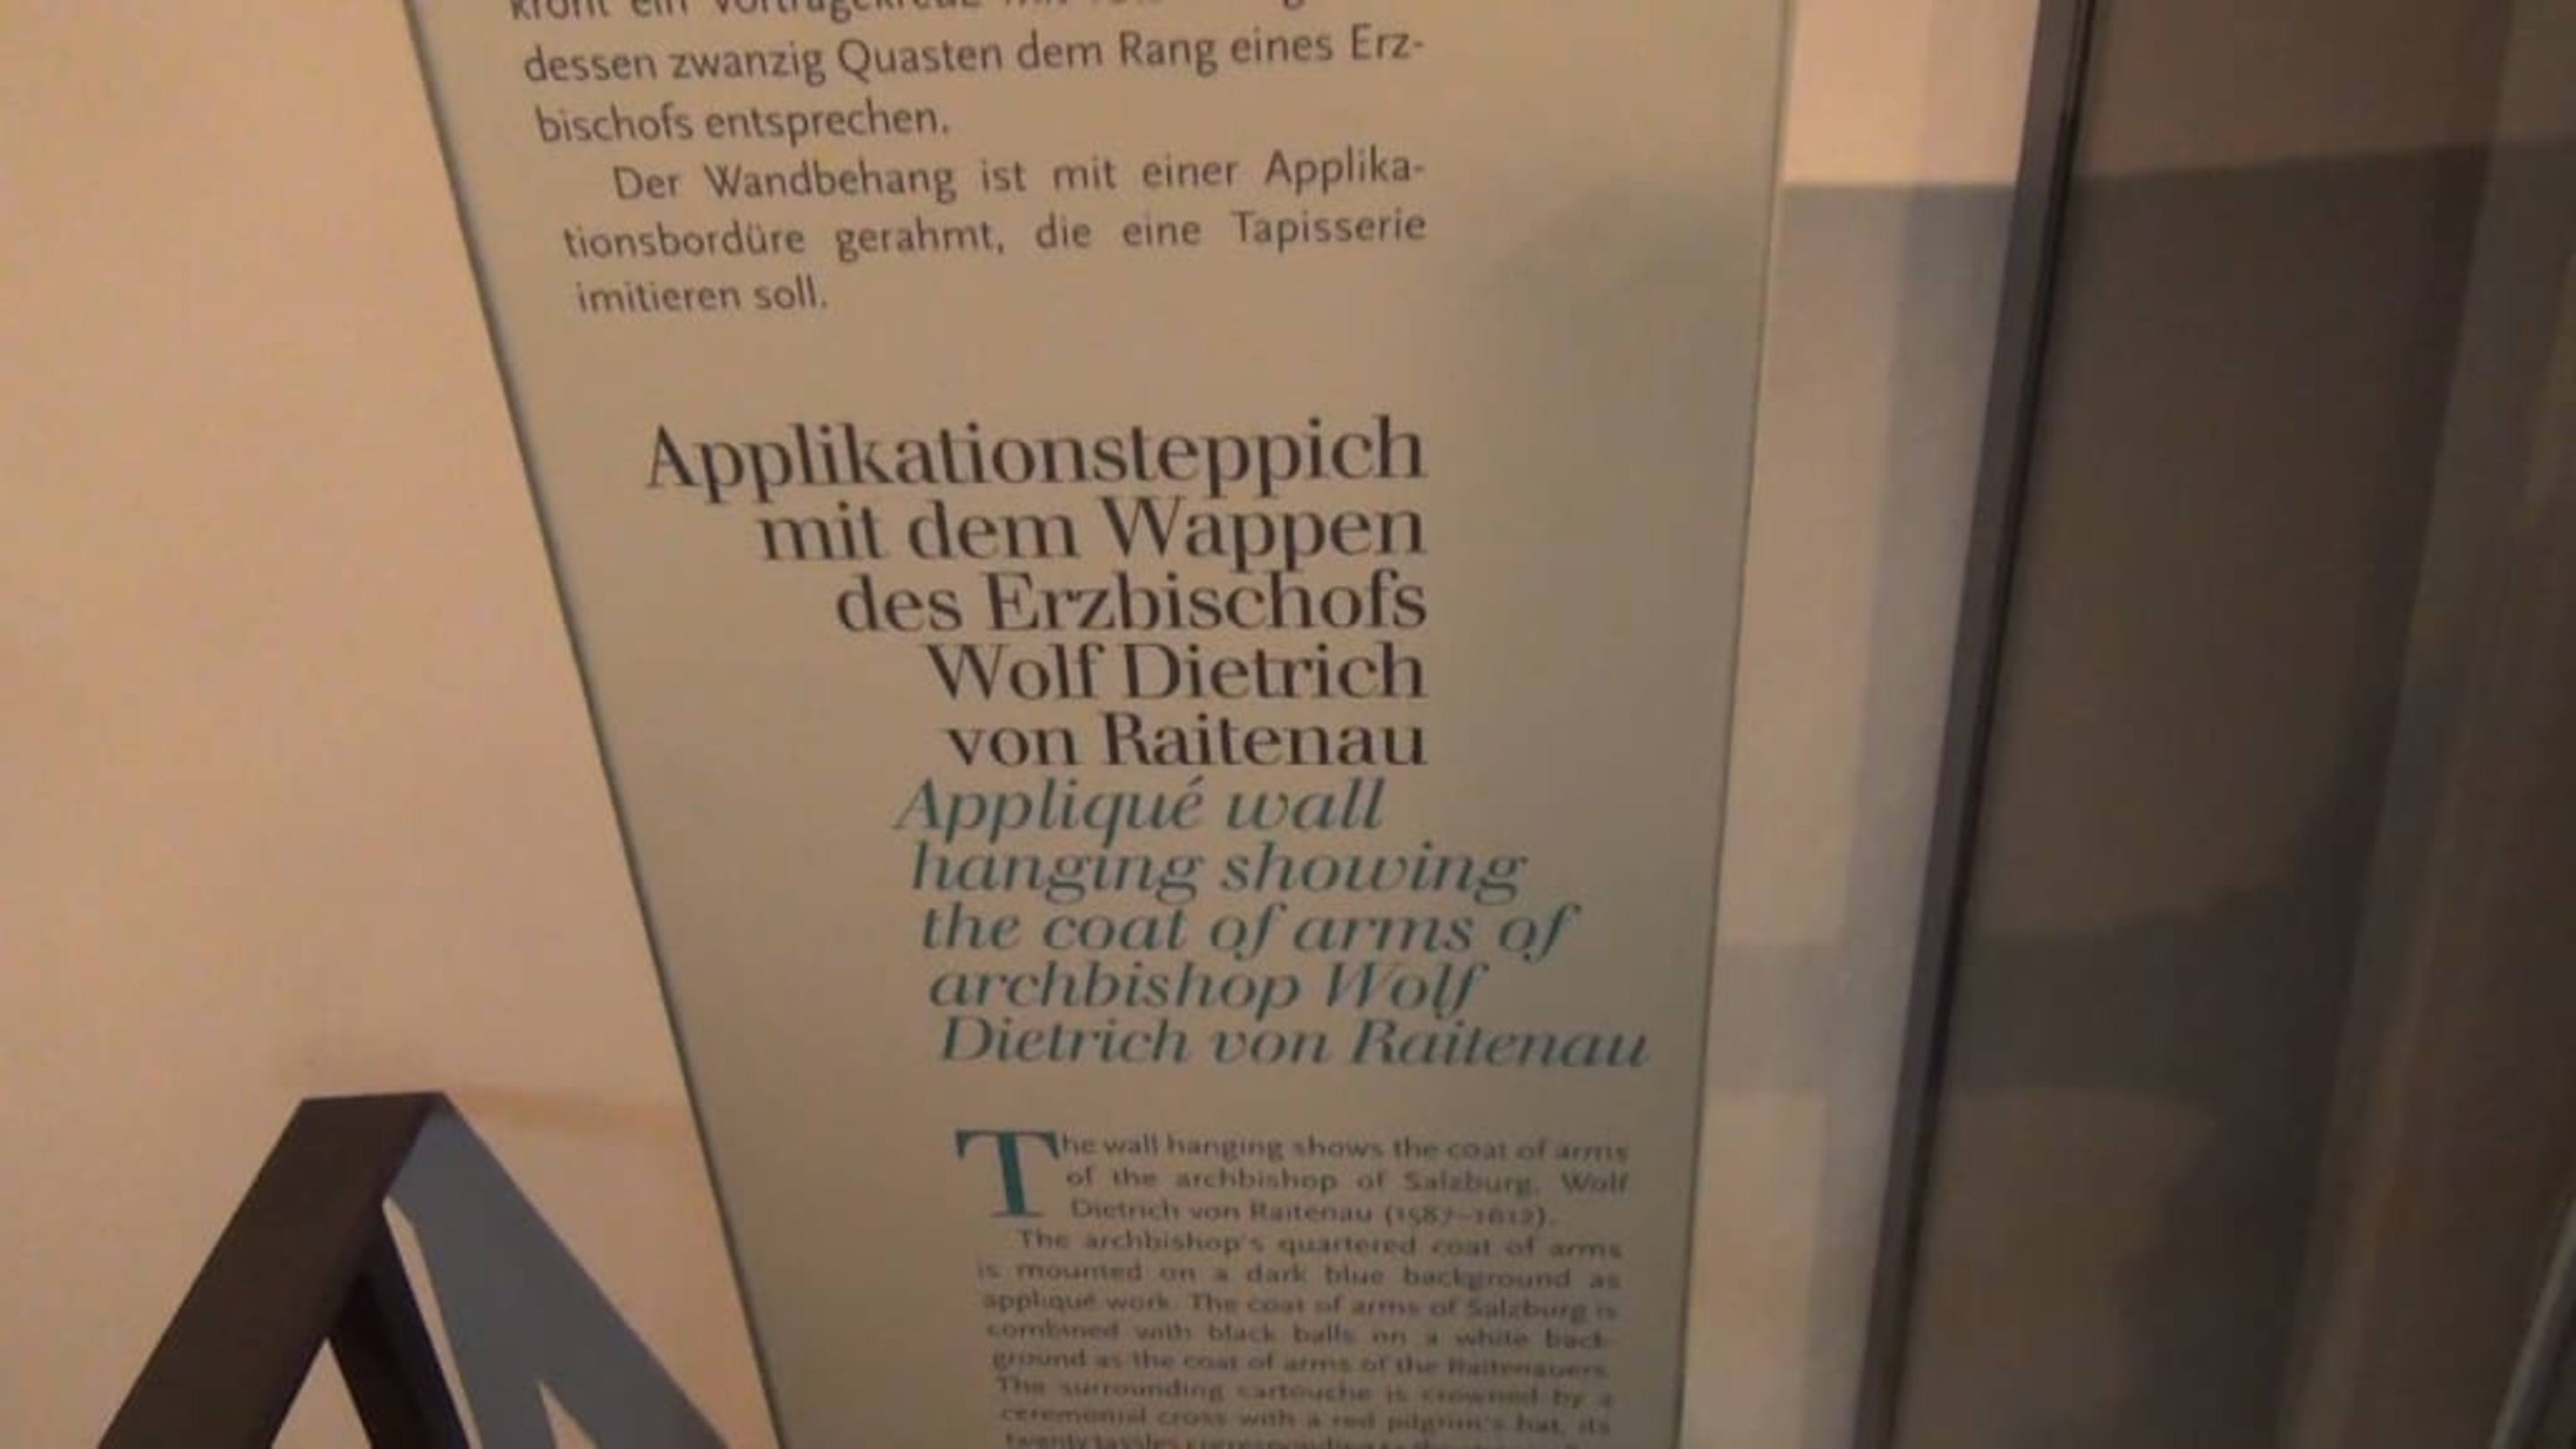 dessen zwanzig Quasten dem Rang eines Erz-
bischofs entsprechen.
Der Wandbehang ist mit einer Applika-
tionsbordüre gerahmt, die eine Tapisserie
imitieren soll.
Applikationsteppich
mit dem Wappen
des Erzbischofs
Wolf Dietrich
von Raitenau
Appliqué wall
hanging showing
the coat of arms of
archbishop Wolf
Dietrich von Raitenau
The wall hanging shows the coat of arms
of the archbishop of Salzburg, Wolf
Dietrich von Raitenau (1587–1612).
The archbishop's quartered coat of arms
is mounted on a dark blue background as
appliqué work. The coat of arms of Salzburg is
combined with black balls on a white back-
ground as the coat of arms of the Raitenauers.
The surrounding cartouche is crowned by a
ceremonial cross with a red pilgrim's hat, its
twenty tassles